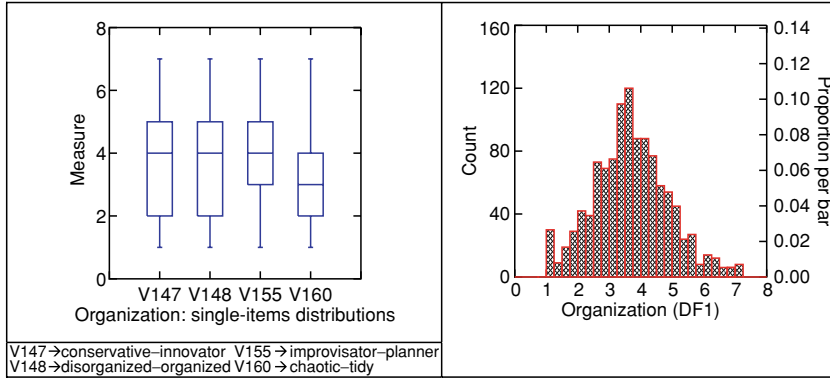 8
6
4
2
0
Measure
V147 V148 V155 V160
Organization: single-items distributions
V147→conservative–innovator V155→improvisator–planner
V148→disorganized–organized V160→chaotic–tidy
160
120
80
40
0
Count
0.14
0.12
0.10
0.08
0.06
0.04
0.02
0.00
Proportion per bar
0 1 2 3 4 5 6 7 8
Organization (DF1)